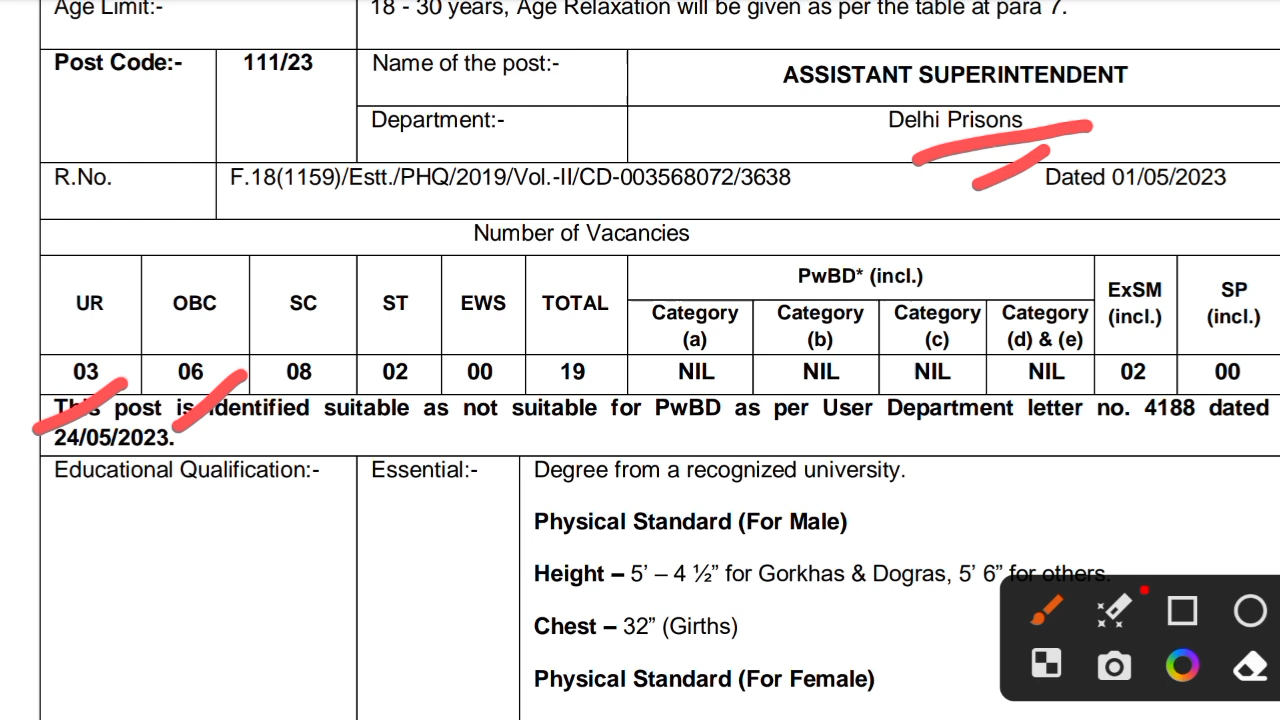 Age Limit:- 18 - 30 years, Age Relaxation will be given as per the table at para 7.
Post Code:- 111/23 Name of the post:- ASSISTANT SUPERINTENDENT
Department:- Delhi Prisons
R.No. F.18(1159)/Estt./PHQ/2019/Vol.-II/CD-003568072/3638 Dated 01/05/2023
Number of Vacancies
UR OBC SC ST EWS TOTAL PwBD* (incl.) ExSM (incl.) SP (incl.)
Category (a) Category (b) Category (c) Category (d) & (e)
03 06 08 02 00 19 NIL NIL NIL NIL 02 00
This post is identified suitable as not suitable for PwBD as per User Department letter no. 4188 dated
24/05/2023.
Educational Qualification:- Essential:- Degree from a recognized university.
Physical Standard (For Male)
Height – 5’ – 4 ½” for Gorkhas & Dogras, 5’ 6” for others.
Chest – 32” (Girths)
Physical Standard (For Female)